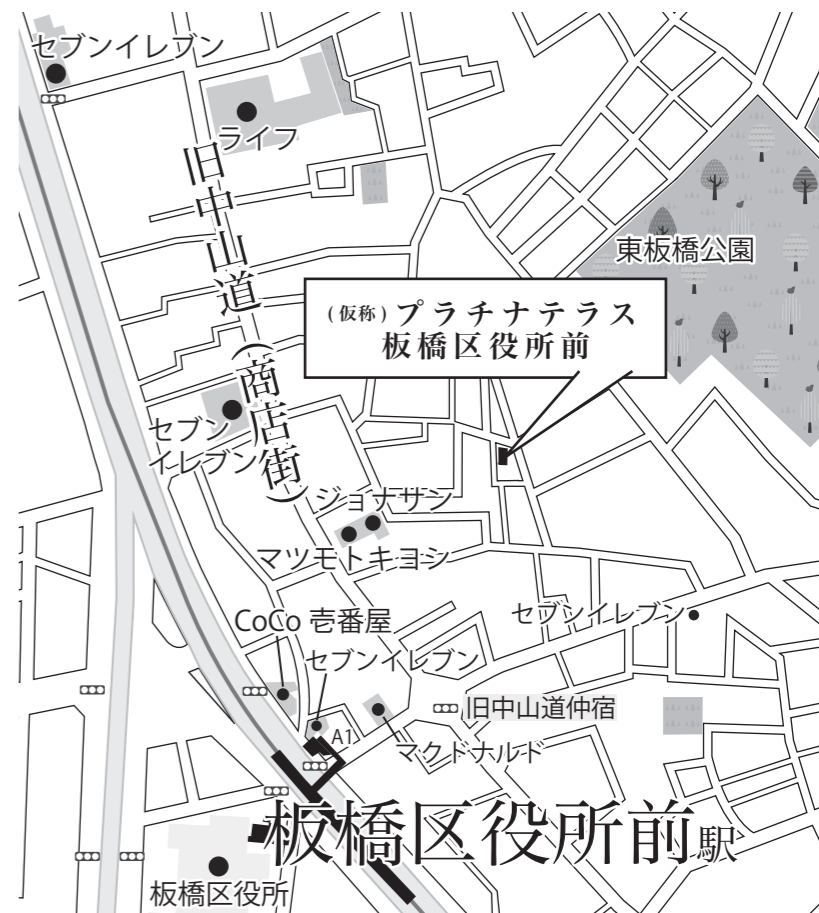 セブンイレブン
ライフ
旧中山道（商店街）
東板橋公園
（仮称）プラチナテラス
板橋区役所前
セブン
イレブン
ジョナサン
マツモトキヨシ
CoCo 壱番屋
セブンイレブン
セブンイレブン
旧中山道仲宿
A1
マクドナルド
板橋区役所前駅
板橋区役所